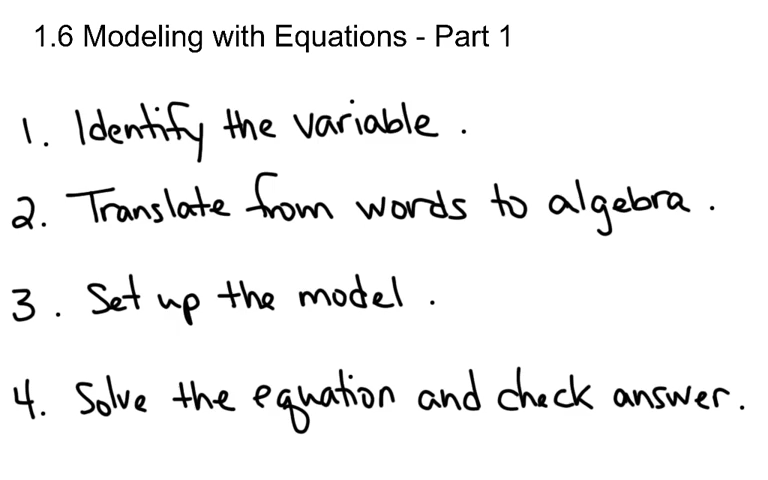 1.6 Modeling with Equations - Part 1
1. Identify the variable.
2. Translate from words to algebra.
3. Set up the model.
4. Solve the equation and check answer.